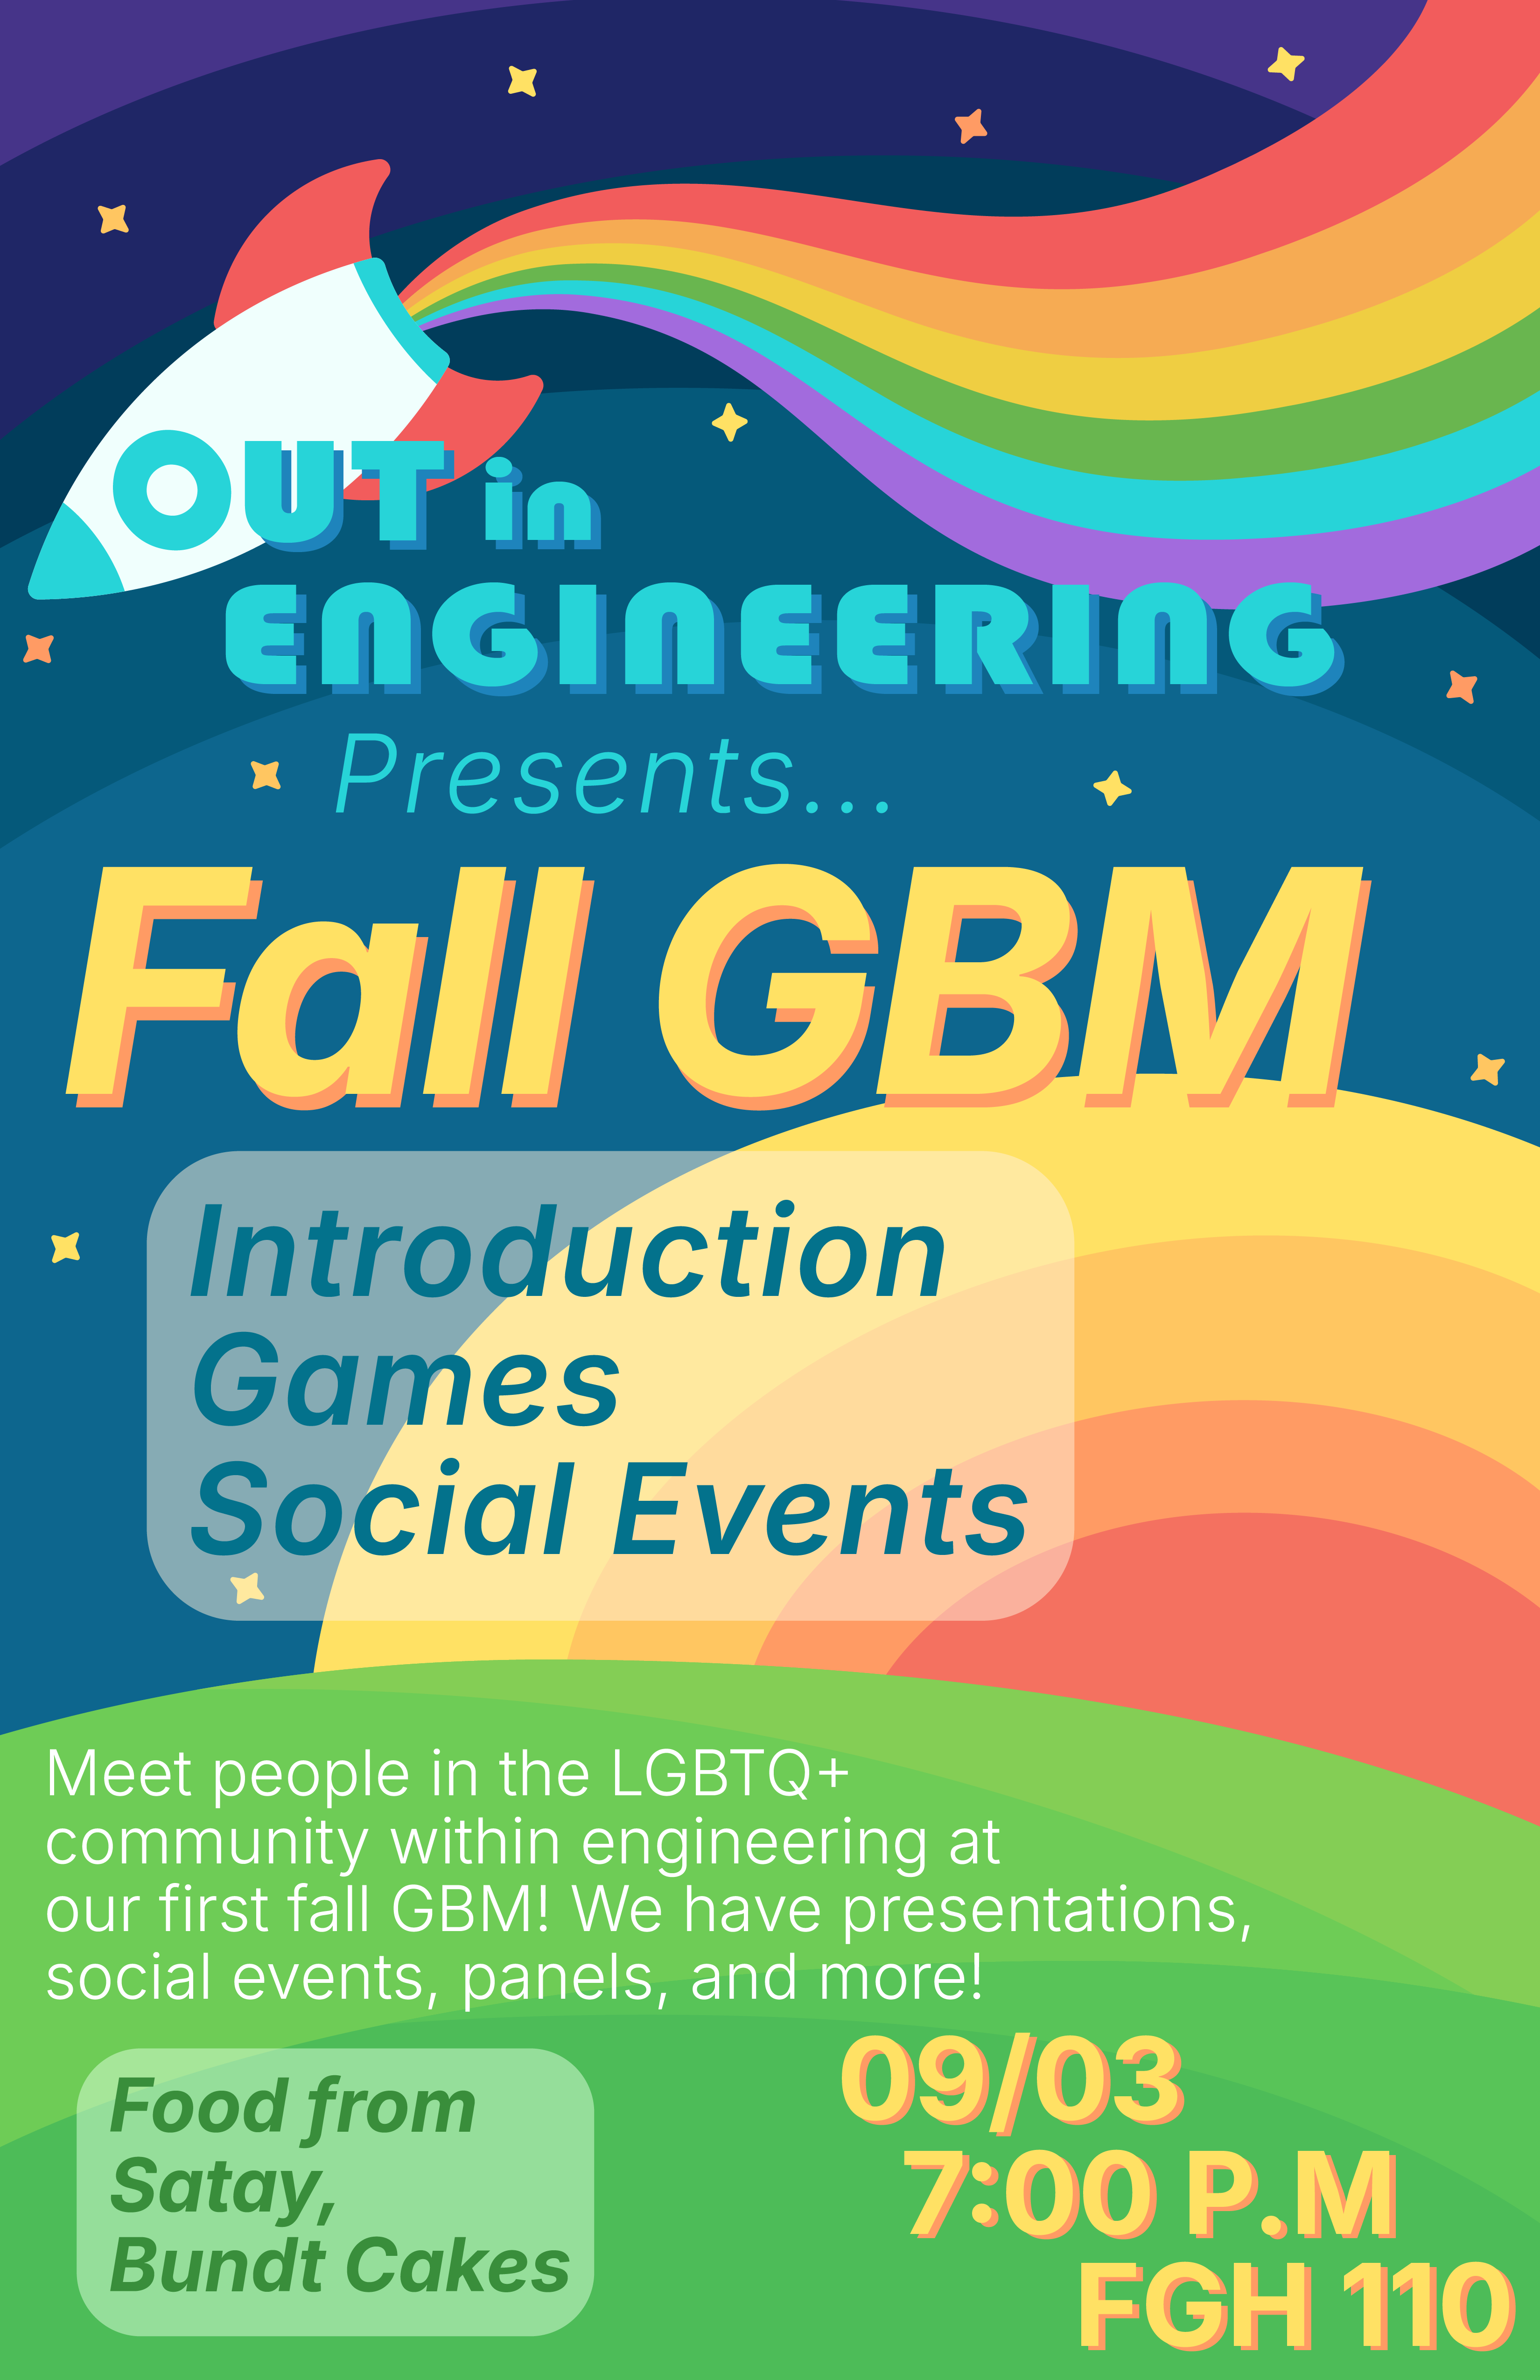 OUT in
ENGINEERING
Presents...
Fall GBM
Introduction
Games
Social Events
Meet people in the LGBTQ+
community within engineering at
our first fall GBM! We have presentations,
social events, panels, and more!
Food from
Satay,
Bundt Cakes
09/03
7:00 P.M
FGH 110